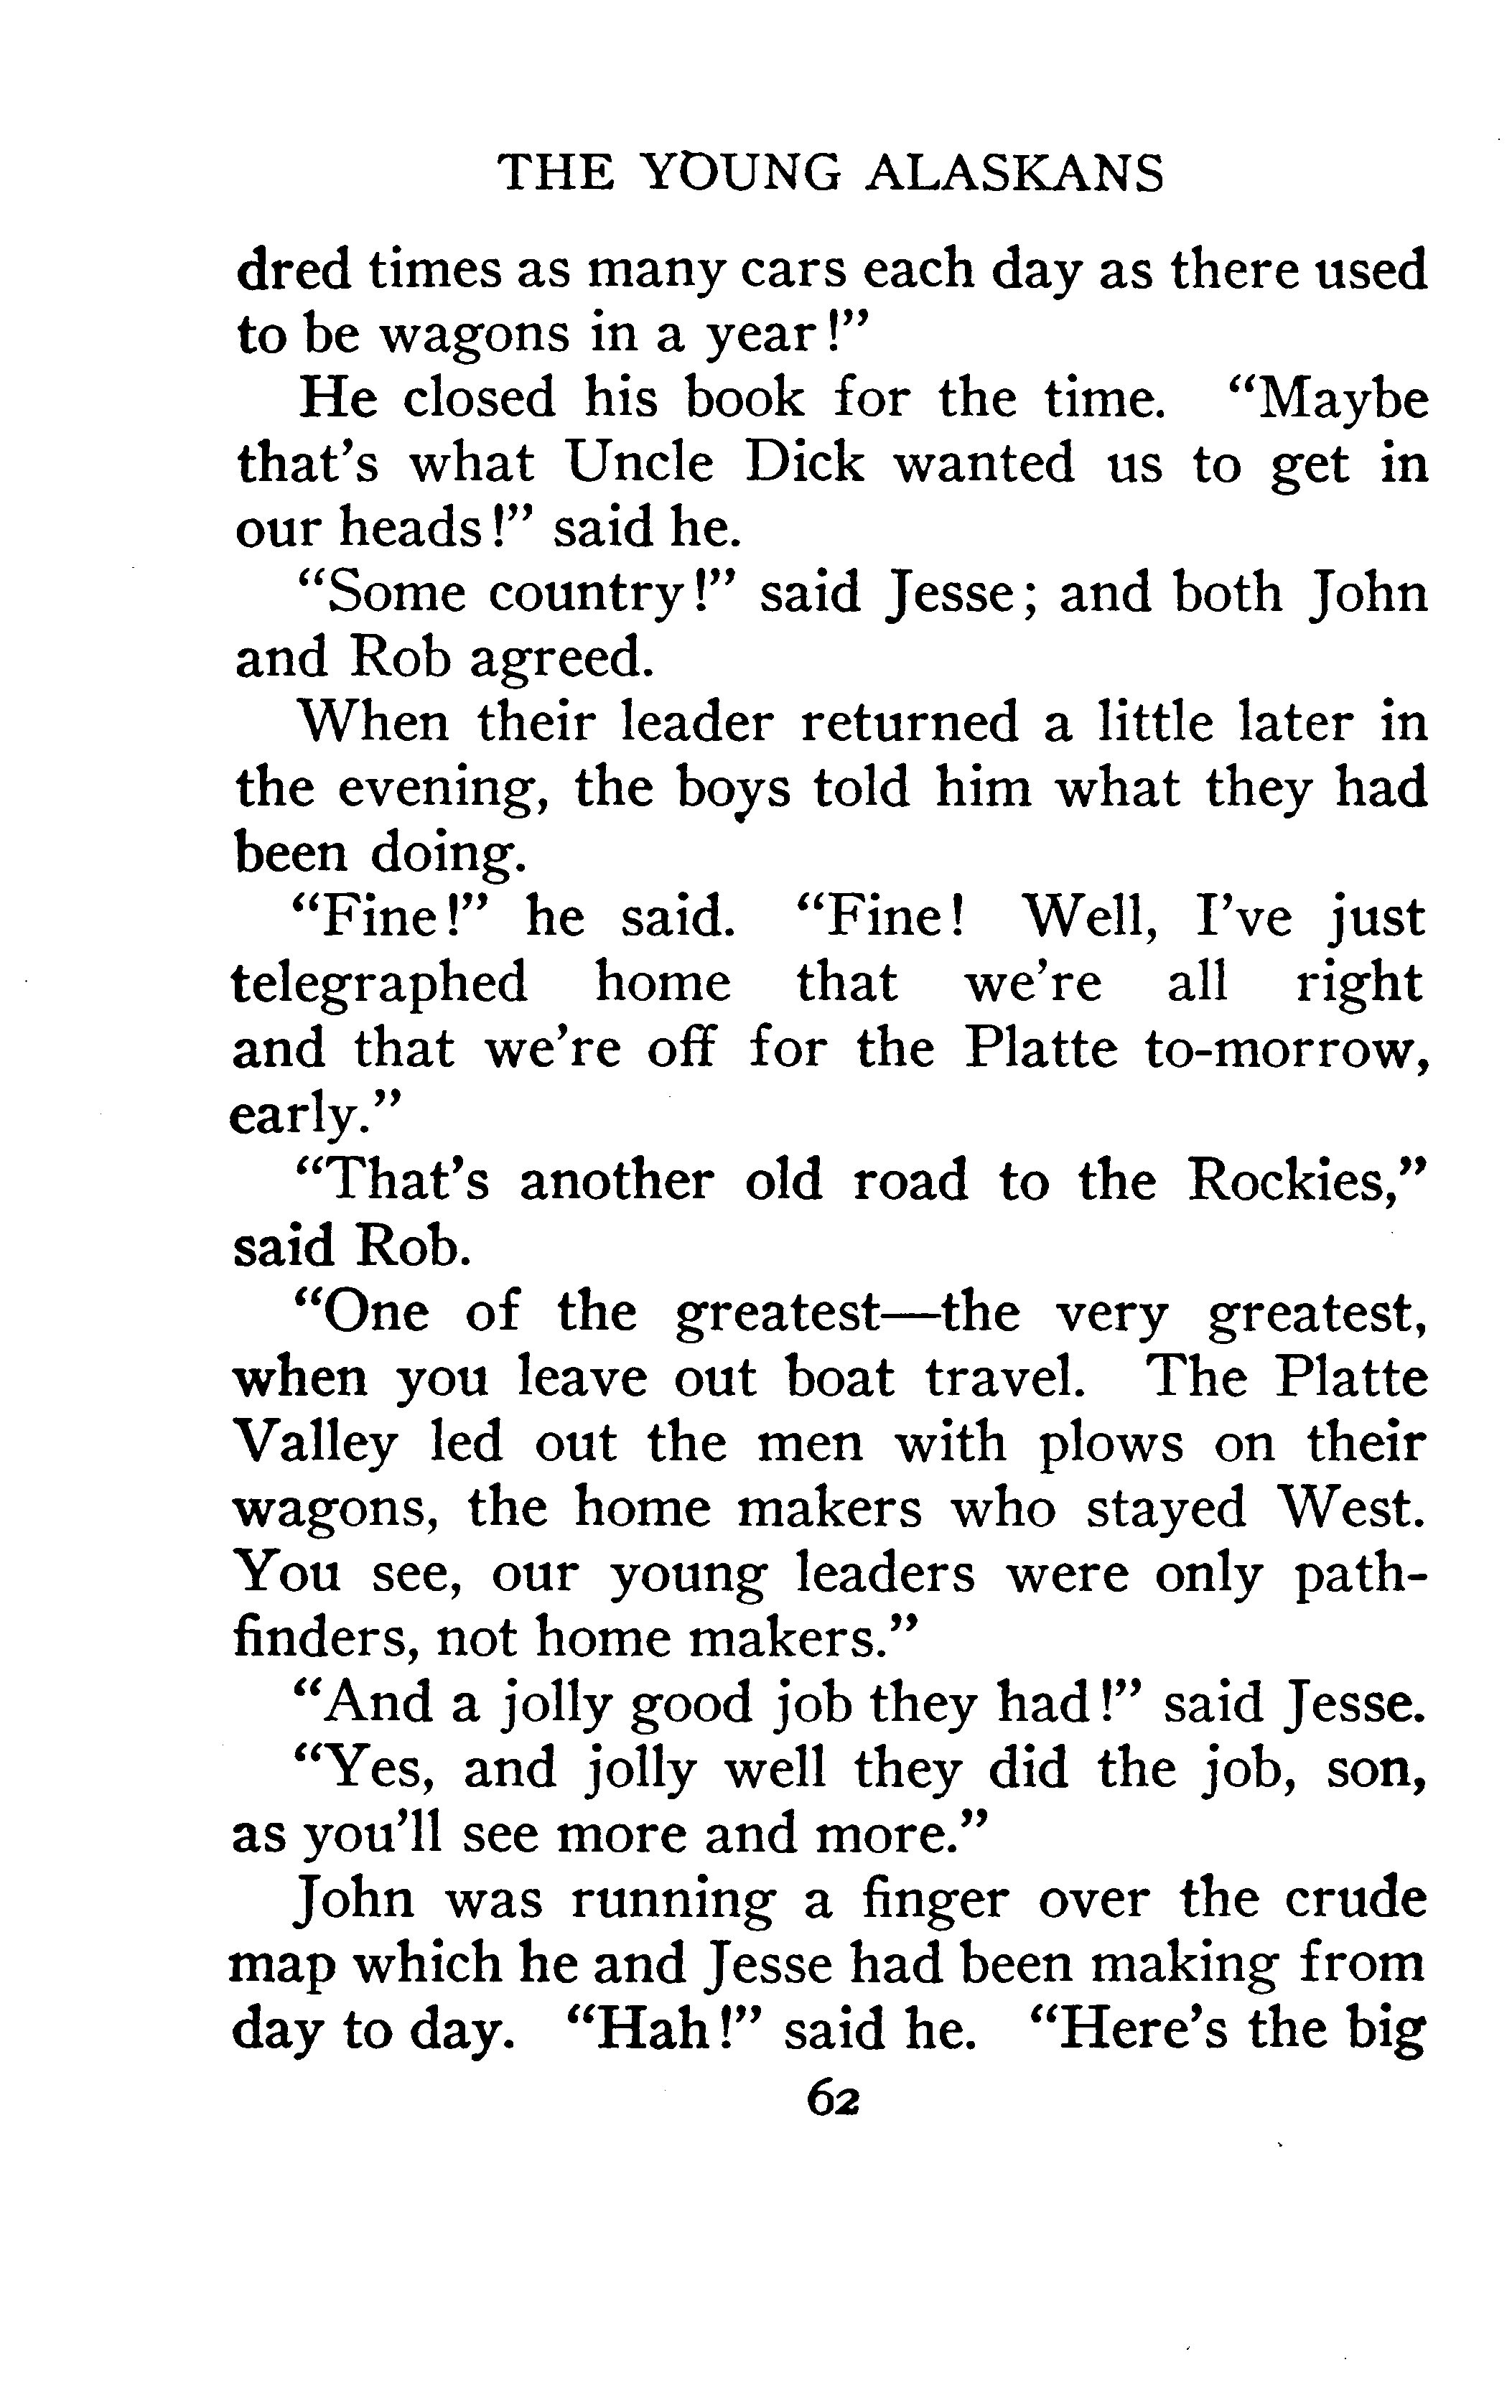 THE YOUNG ALASKANS
dred times as many cars each day as there used
to be wagons in a year!”
He closed his book for the time. “Maybe
that’s what Uncle Dick wanted us to get in
our heads!” said he.
“Some country!” said Jesse; and both John
and Rob agreed.
When their leader returned a little later in
the evening, the boys told him what they had
been doing.
“Fine!” he said. “Fine! Well, I’ve just
telegraphed home that we’re all right
and that we’re off for the Platte to-morrow,
early.”
“That’s another old road to the Rockies,”
said Rob.
“One of the greatest—the very greatest,
when you leave out boat travel. The Platte
Valley led out the men with plows on their
wagons, the home makers who stayed West.
You see, our young leaders were only path-
finders, not home makers.”
“And a jolly good job they had!” said Jesse.
“Yes, and jolly well they did the job, son,
as you’ll see more and more.”
John was running a finger over the crude
map which he and Jesse had been making from
day to day. “Hah!” said he. “Here’s the big
62